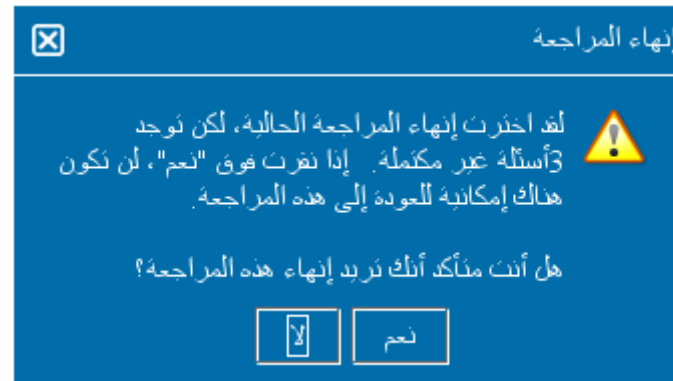 إنهاء المراجعة
لقد اخترت إنهاء المراجعة الحالية، لكن توجد
3أسئلة غير مكتملة. إذا نقرت فوق "نعم"، لن تكون
هناك إمكانية للعودة إلى هذه المراجعة.
هل أنت متأكد أنك تريد إنهاء هذه المراجعة؟
نعم
لا